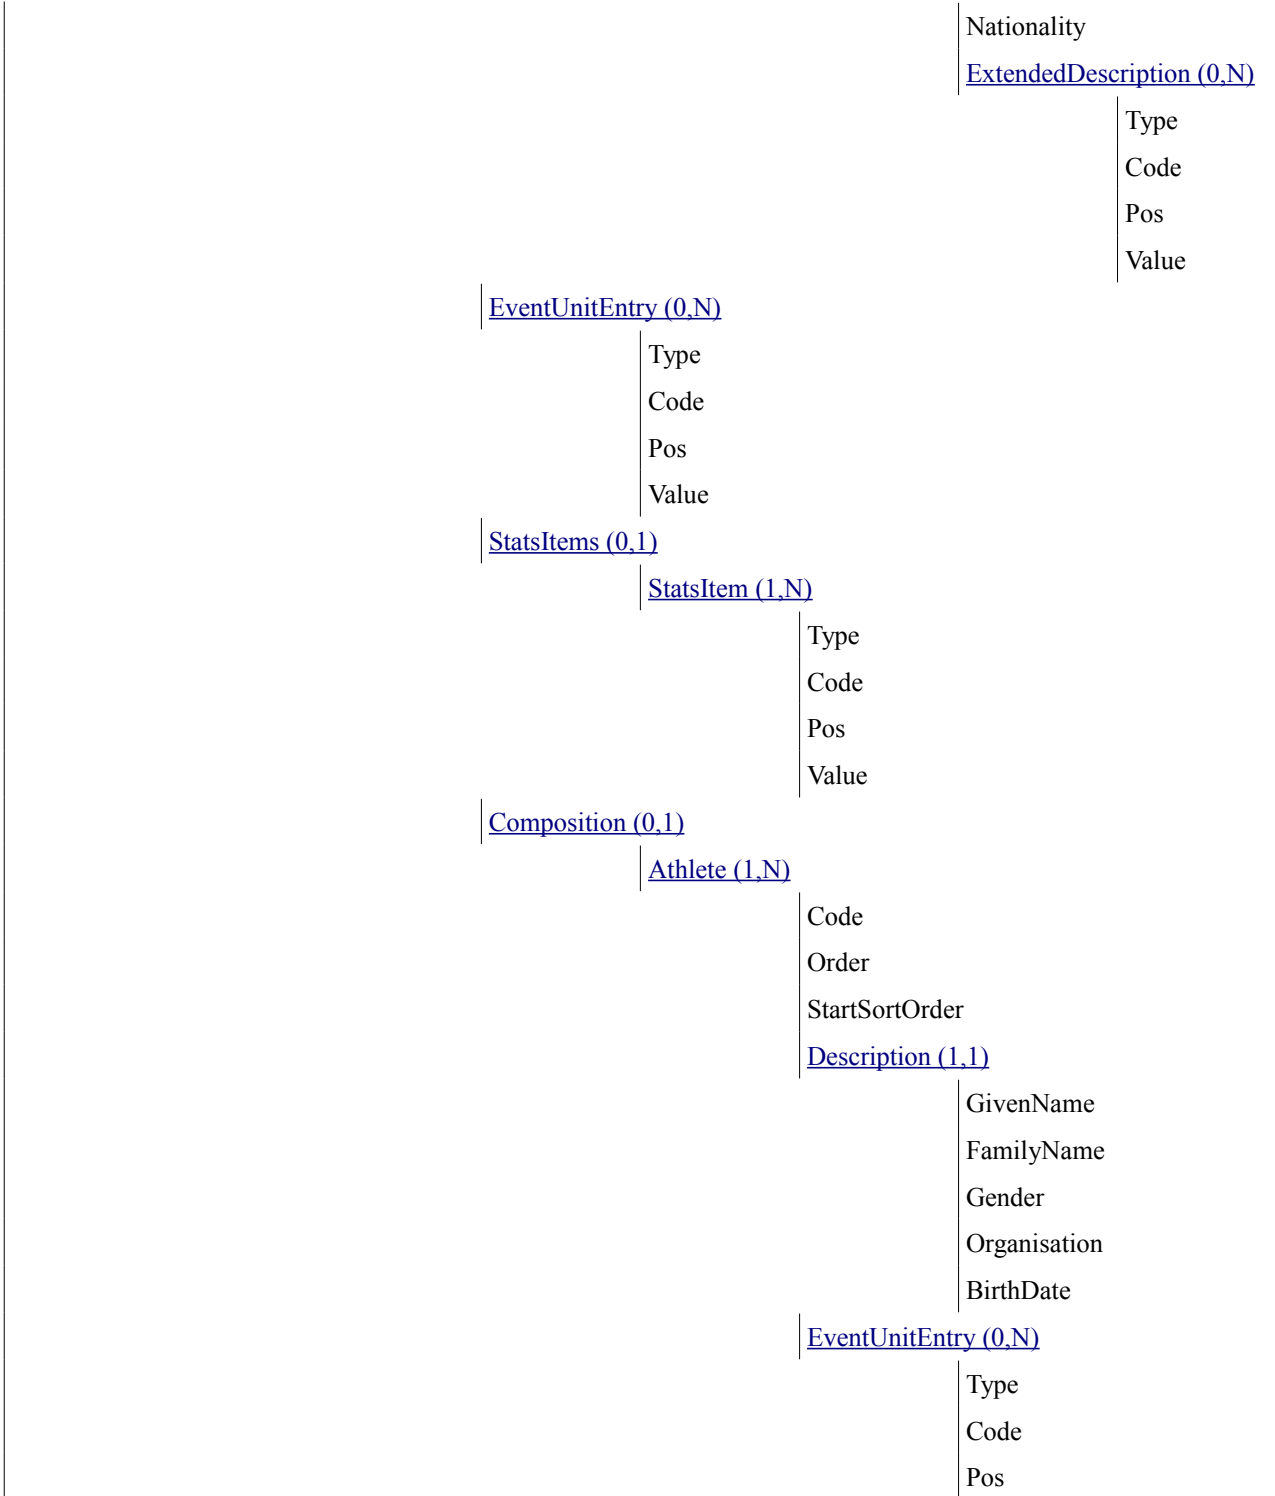 Nationality
ExtendedDescription (0,N)
Type
Code
Pos
Value
EventUnitEntry (0,N)
Type
Code
Pos
Value
StatsItems (0,1)
StatsItem (1,N)
Type
Code
Pos
Value
Composition (0,1)
Athlete (1,N)
Code
Order
StartSortOrder
Description (1,1)
GivenName
FamilyName
Gender
Organisation
BirthDate
EventUnitEntry (0,N)
Type
Code
Pos